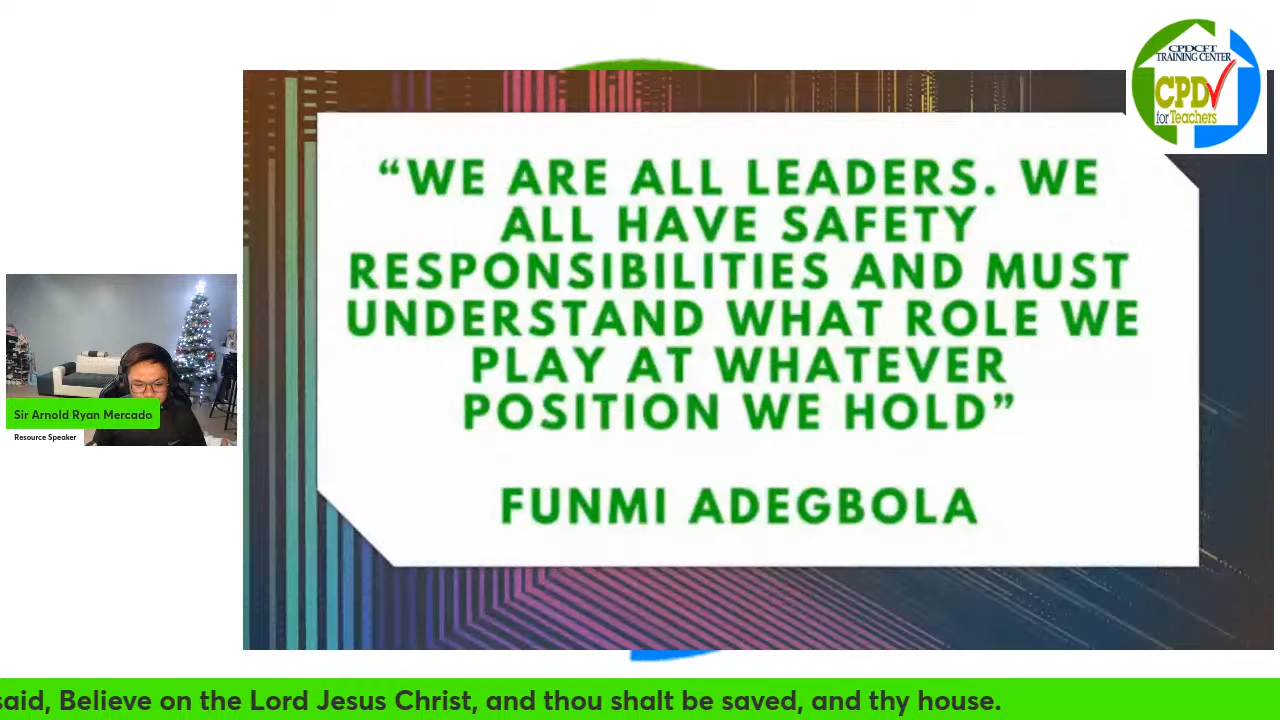 CPDCFT
TRAINING CENTER
CPD
for Teachers
“WE ARE ALL LEADERS. WE
ALL HAVE SAFETY
RESPONSIBILITIES AND MUST
UNDERSTAND WHAT ROLE WE
PLAY AT WHATEVER
POSITION WE HOLD”
FUNMI ADEGBOLA
Sir Arnold Ryan Mercado
Resource Speaker
said, Believe on the Lord Jesus Christ, and thou shalt be saved, and thy house.